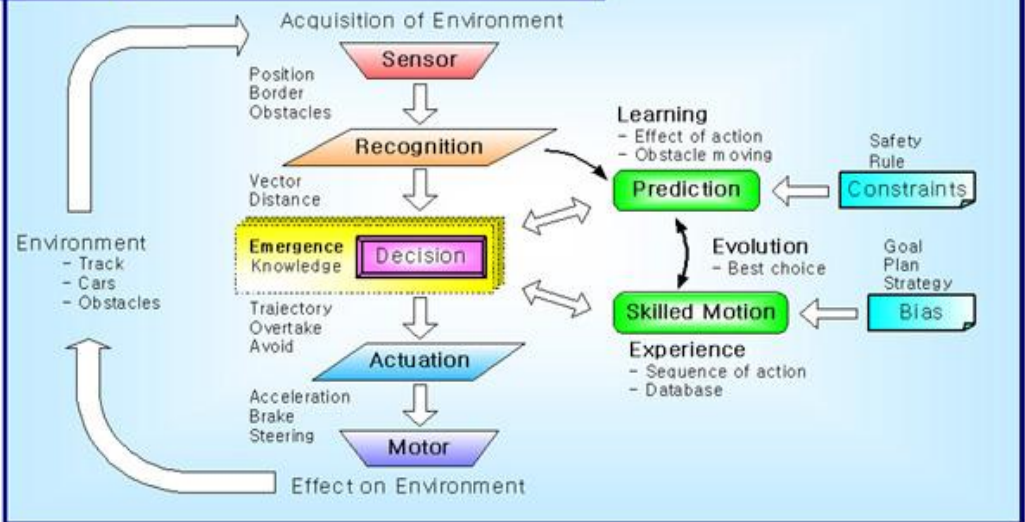 Acquisition of Environment
Sensor
Position
Border
Obstacles
Recognition
Vector
Distance
Emergence
Knowledge
Decision
Trajectory
Overtake
Avoid
Actuation
Acceleration
Brake
Steering
Motor
Effect on Environment
Environment
- Track
- Cars
- Obstacles
Learning
- Effect of action
- Obstacle moving
Prediction
Safety
Rule
Constraints
Evolution
- Best choice
Goal
Plan
Strategy
Bias
Skilled Motion
Experience
- Sequence of action
- Database